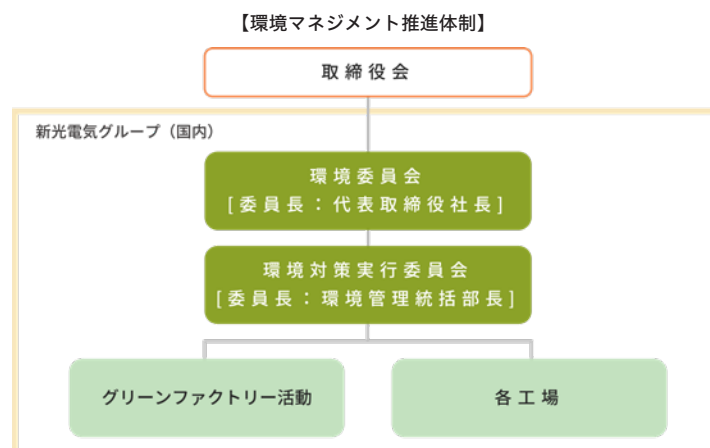 【環境マネジメント推進体制】
取締役会
新光電気グループ（国内）
環境委員会
[委員長：代表取締役社長]
環境対策実行委員会
[委員長：環境管理統括部長]
グリーンファクトリー活動
各工場